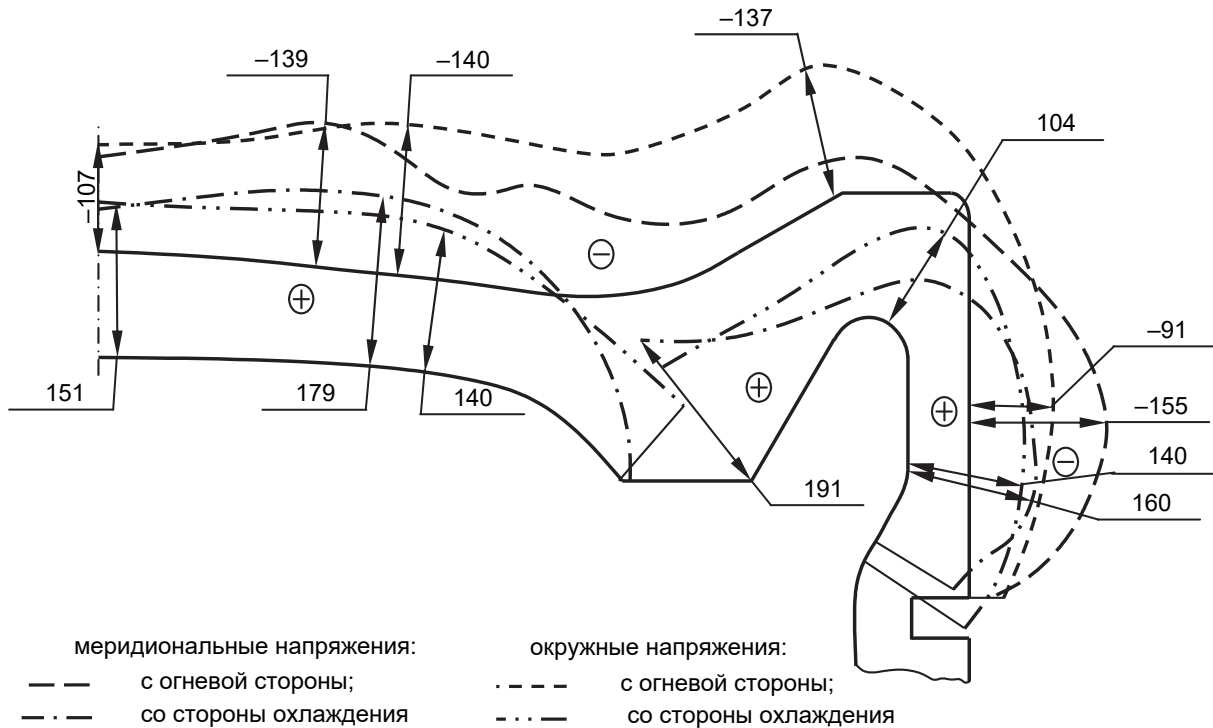 –137
–139
–140
104
–107
–91
–155
151
179
140
191
140
160
меридиональные напряжения:
с огневой стороны;
со стороны охлаждения
окружные напряжения:
с огневой стороны;
со стороны охлаждения